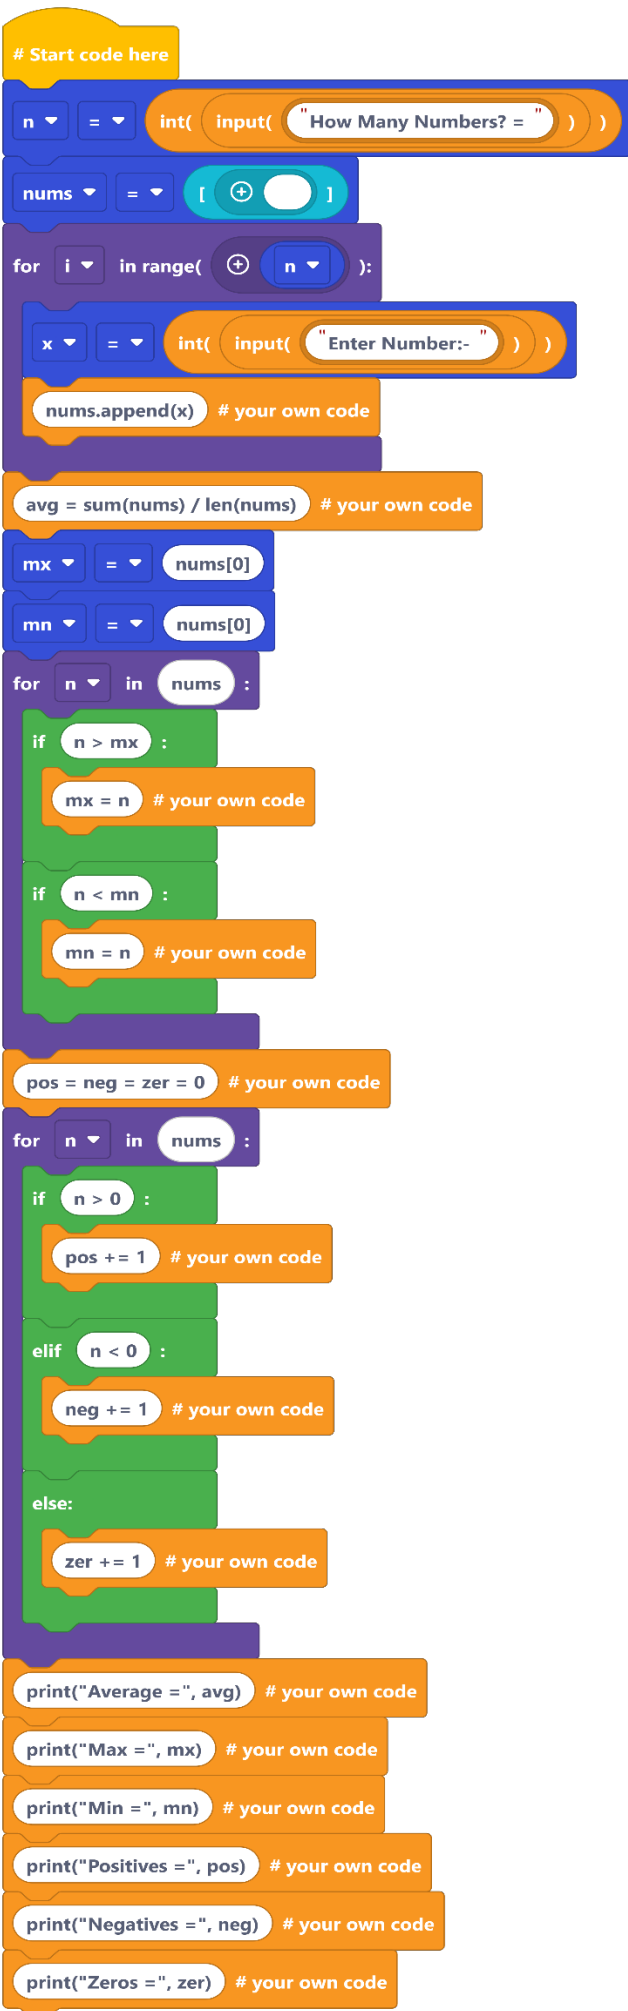 # Start code here
n = int( input( "How Many Numbers? = " ) )
nums = [ ]
for i in range( n ):
x = int( input( "Enter Number:- " ) )
nums.append(x) # your own code
avg = sum(nums) / len(nums) # your own code
mx = nums[0]
mn = nums[0]
for n in nums :
if n > mx :
mx = n # your own code
if n < mn :
mn = n # your own code
pos = neg = zer = 0 # your own code
for n in nums :
if n > 0 :
pos += 1 # your own code
elif n < 0 :
neg += 1 # your own code
else:
zer += 1 # your own code
print("Average =", avg) # your own code
print("Max =", mx) # your own code
print("Min =", mn) # your own code
print("Positives =", pos) # your own code
print("Negatives =", neg) # your own code
print("Zeros =", zer) # your own code